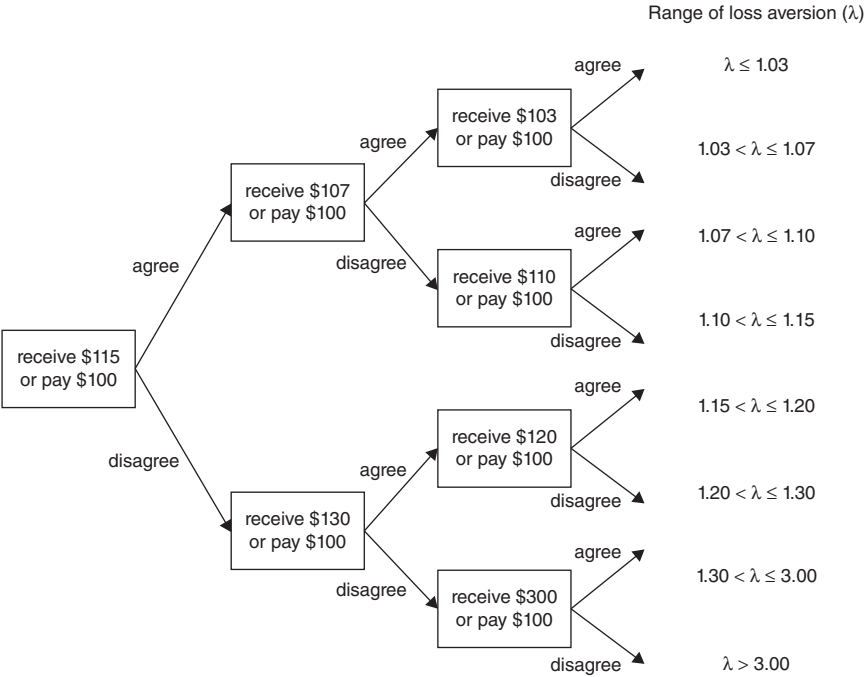 Range of loss aversion (λ)
agree
λ ≤ 1.03
receive $103
or pay $100
agree
1.03 < λ ≤ 1.07
disagree
receive $107
or pay $100
agree
1.07 < λ ≤ 1.10
agree
disagree
receive $110
or pay $100
1.10 < λ ≤ 1.15
disagree
receive $115
or pay $100
agree
1.15 < λ ≤ 1.20
receive $120
or pay $100
disagree
agree
1.20 < λ ≤ 1.30
disagree
receive $130
or pay $100
agree
1.30 < λ ≤ 3.00
disagree
receive $300
or pay $100
disagree
λ > 3.00